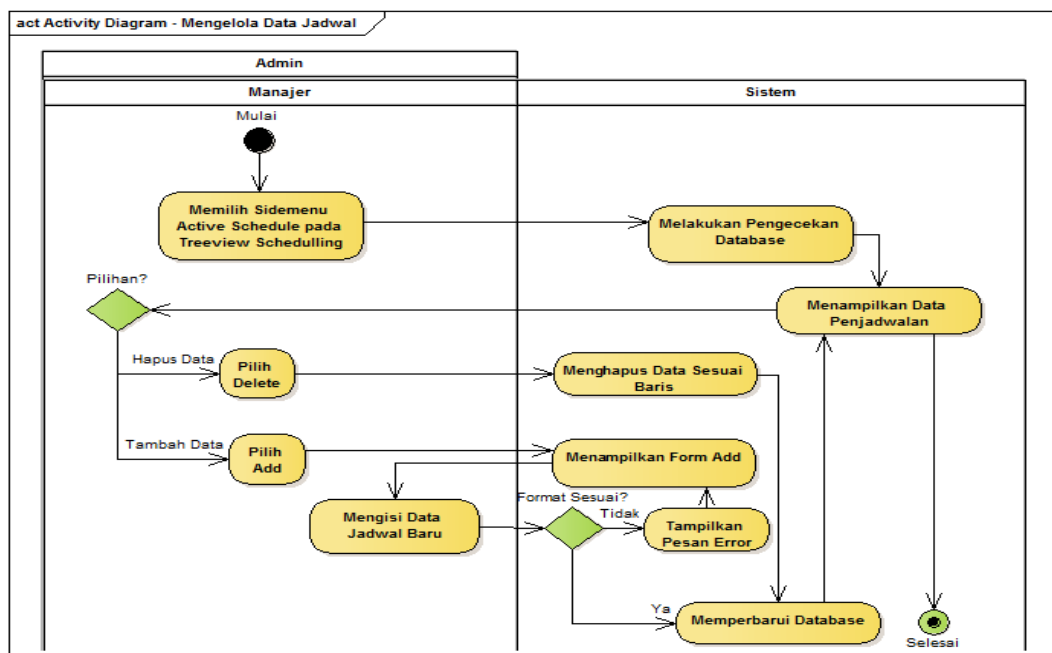 act Activity Diagram - Mengelola Data Jadwal
Admin
Manajer
Sistem
Mulai
Memilih Sidemenu
Active Schedule pada
Treeview Schedulling
Melakukan Pengecekan
Database
Pilihan?
Menampilkan Data
Penjadwalan
Hapus Data
Pilih
Delete
Menghapus Data Sesuai
Baris
Tambah Data
Pilih
Add
Menampilkan Form Add
Mengisi Data
Jadwal Baru
Format Sesuai?
Tidak
Tampilkan
Pesan Error
Ya
Memperbarui Database
Selesai